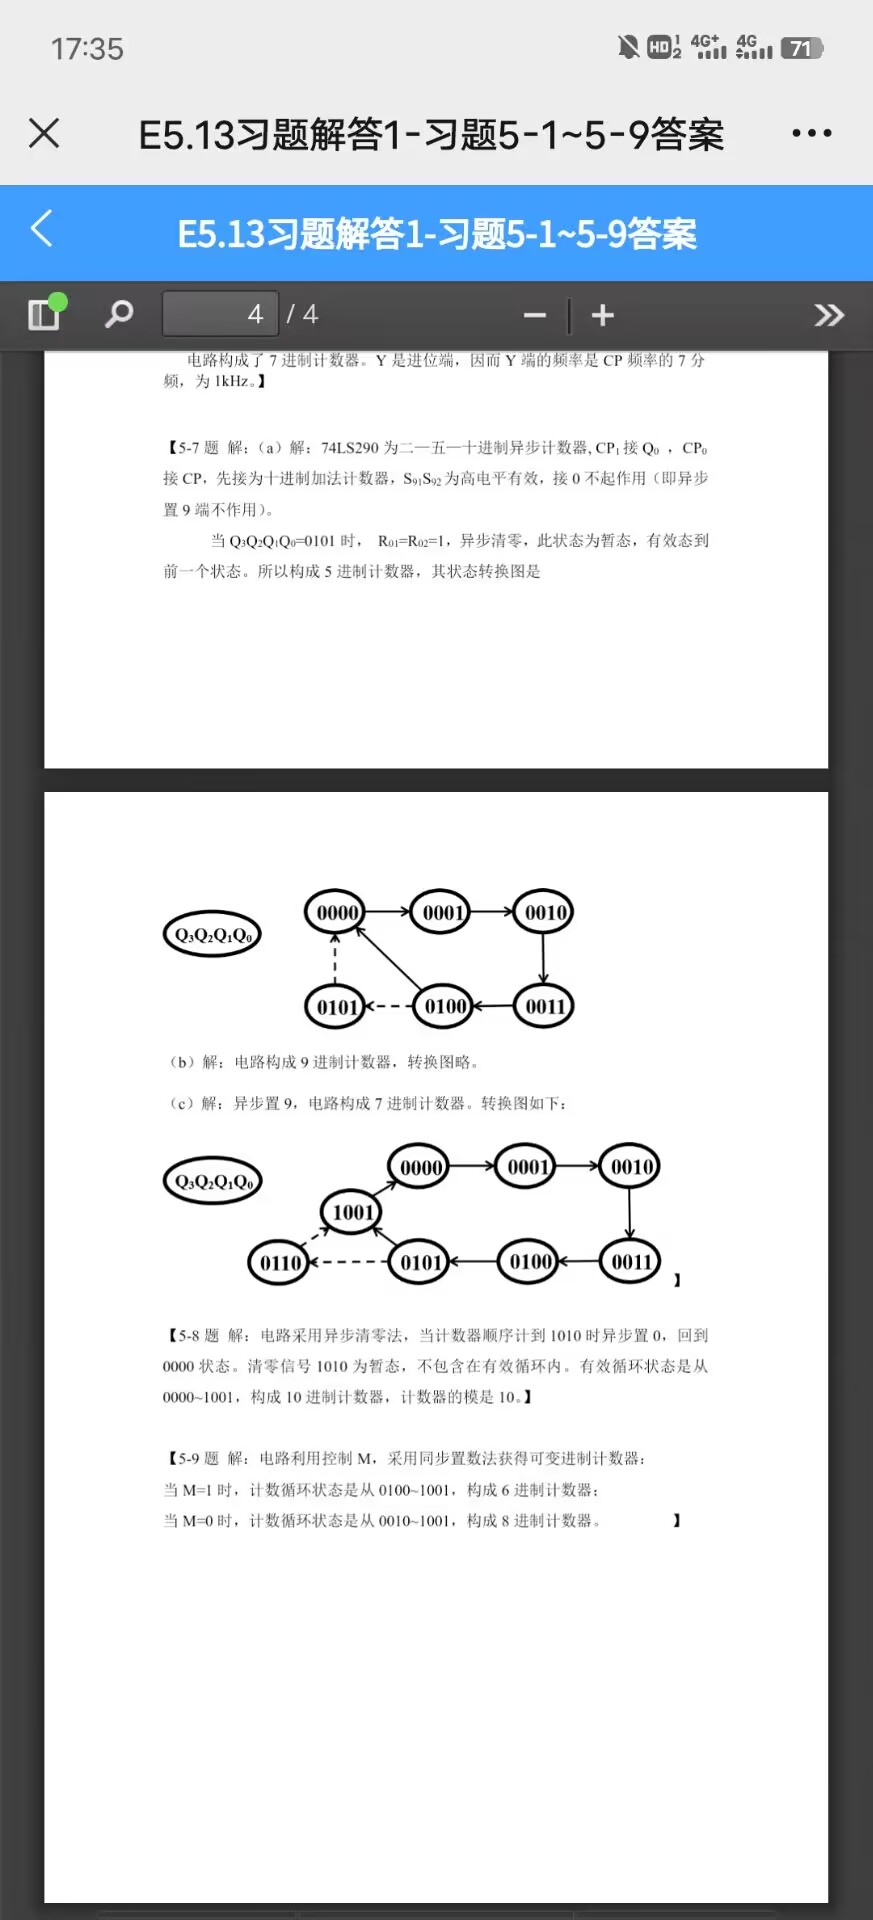 17:35
HD 1 2 4G+ 4G 71
E5.13习题解答1-习题5-1~5-9答案
E5.13习题解答1-习题5-1~5-9答案
4 / 4
电路构成了 7 进制计数器。Y 是进位端，因而 Y 端的频率是 CP 频率的 7 分
频，为 1kHz。】
【5-7 题 解：（a）解：74LS290 为二—五—十进制异步计数器, CP₁ 接 Q₀ ，CP₀
接 CP，先接为十进制加法计数器，S₉₁S₉₂ 为高电平有效，接 0 不起作用（即异步
置 9 端不作用）。
当 Q₃Q₂Q₁Q₀=0101 时， R₀₁=R₀₂=1，异步清零，此状态为暂态，有效态到
前一个状态。所以构成 5 进制计数器，其状态转换图是
Q₃Q₂Q₁Q₀ 0000 0001 0010
0101 0100 0011
（b）解：电路构成 9 进制计数器，转换图略。
（c）解：异步置 9，电路构成 7 进制计数器。转换图如下：
Q₃Q₂Q₁Q₀ 0000 0001 0010
1001
0110 0101 0100 0011 】
【5-8 题 解：电路采用异步清零法，当计数器顺序计到 1010 时异步置 0，回到
0000 状态。清零信号 1010 为暂态，不包含在有效循环内。有效循环状态是从
0000~1001，构成 10 进制计数器，计数器的模是 10。】
【5-9 题 解：电路利用控制 M，采用同步置数法获得可变进制计数器：
当 M=1 时，计数循环状态是从 0100~1001，构成 6 进制计数器；
当 M=0 时，计数循环状态是从 0010~1001，构成 8 进制计数器。 】